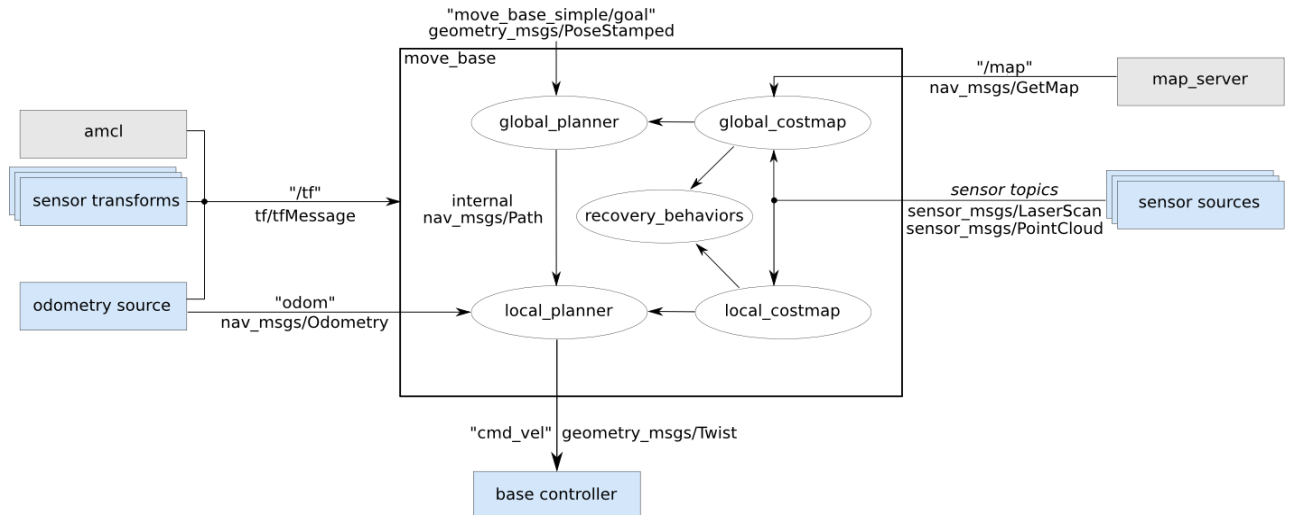 "move_base_simple/goal"
geometry_msgs/PoseStamped
move_base
"/map"
nav_msgs/GetMap
map_server
amcl
global_planner
global_costmap
sensor transforms
"/tf"
tf/tfMessage
internal
nav_msgs/Path
recovery_behaviors
sensor topics
sensor_msgs/LaserScan
sensor_msgs/PointCloud
sensor sources
odometry source
"odom"
nav_msgs/Odometry
local_planner
local_costmap
"cmd_vel" geometry_msgs/Twist
base controller